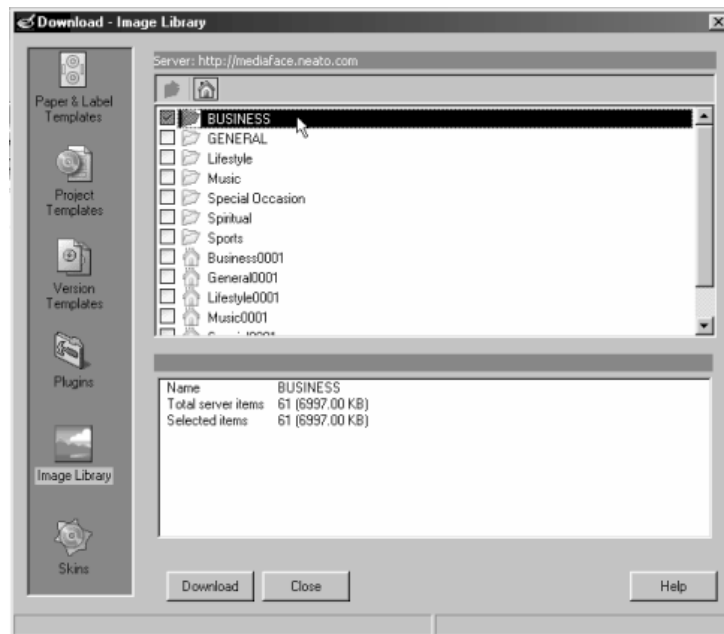 Download - Image Library
Paper & Label
Templates
Project
Templates
Version
Templates
Plugins
Image Library
Skins
Server: http://mediaface.neato.com
BUSINESS
GENERAL
Lifestyle
Music
Special Occasion
Spiritual
Sports
Business0001
General0001
Lifestyle0001
Music0001
Name BUSINESS
Total server items 61 (6997.00 KB)
Selected items 61 (6997.00 KB)
Download Close Help